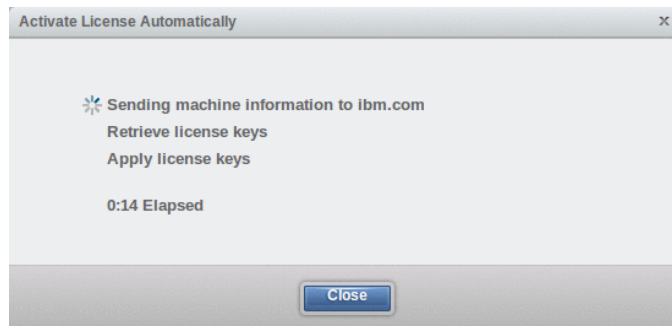 Activate License Automatically x
Sending machine information to ibm.com
Retrieve license keys
Apply license keys
0:14 Elapsed
Close